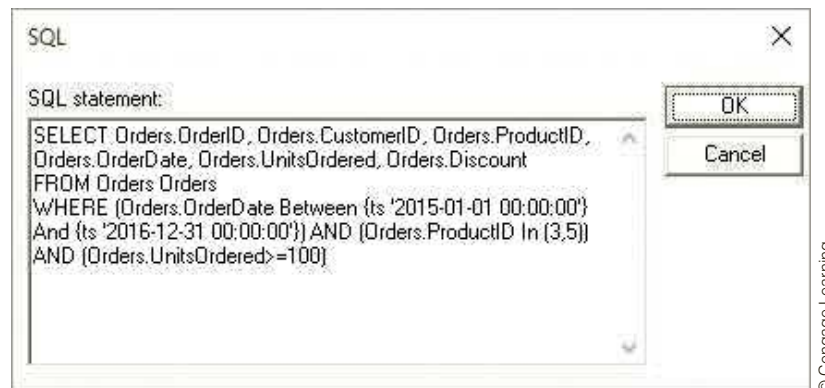 SQL
SQL statement:
SELECT Orders.OrderID, Orders.CustomerID, Orders.ProductID,
Orders.OrderDate, Orders.UnitsOrdered, Orders.Discount
FROM Orders Orders
WHERE (Orders.OrderDate Between {ts '2015-01-01 00:00:00'}
And {ts '2016-12-31 00:00:00'}) AND (Orders.ProductID In (3,5))
AND (Orders.UnitsOrdered>=100)
OK
Cancel
© Cengage Learning